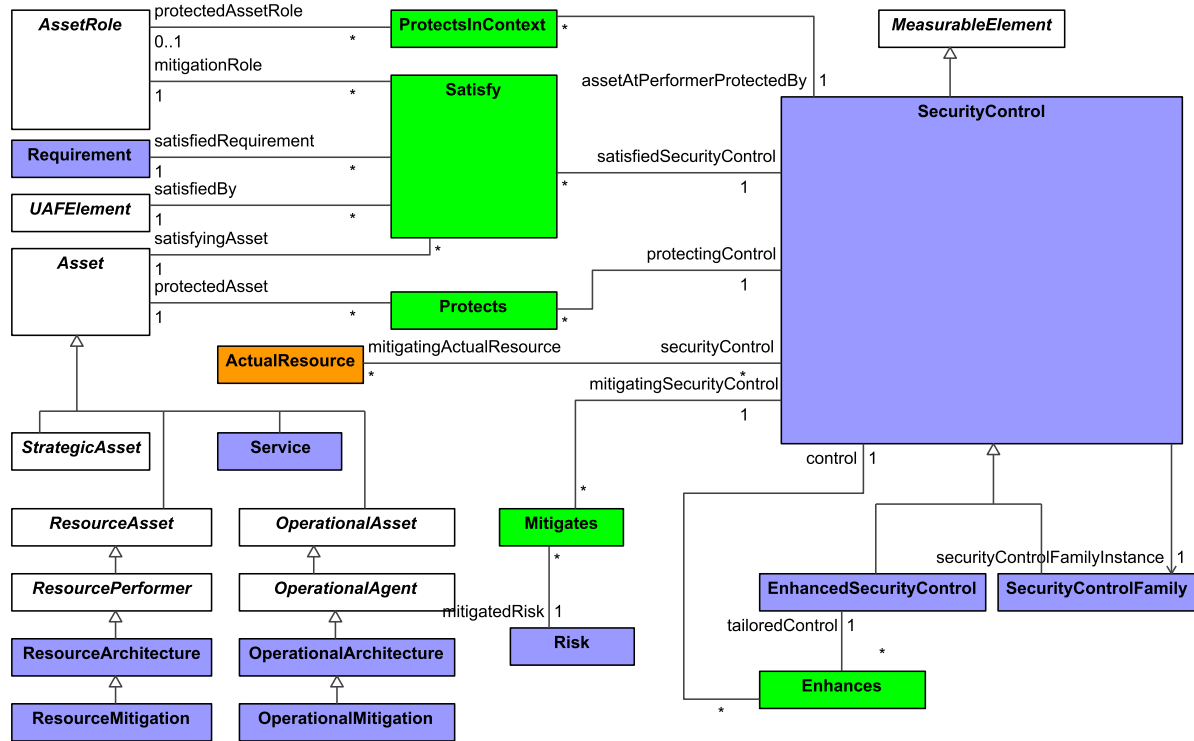 AssetRole
protectedAssetRole
0..1
*
ProtectsInContext
*
MeasurableElement
mitigationRole
1
*
Satisfy
assetAtPerformerProtectedBy
1
SecurityControl
Requirement
satisfiedRequirement
1
*
satisfiedSecurityControl
*
1
UAFElement
satisfiedBy
1
*
Asset
satisfyingAsset
1
*
protectingControl
1
protectedAsset
1
*
Protects
*
ActualResource
mitigatingActualResource
*
securityControl
*
mitigatingSecurityControl
1
StrategicAsset
Service
control
1
*
ResourceAsset
OperationalAsset
Mitigates
*
securityControlFamilyInstance
1
ResourcePerformer
OperationalAgent
EnhancedSecurityControl
SecurityControlFamily
mitigatedRisk
1
tailoredControl
1
ResourceArchitecture
OperationalArchitecture
Risk
*
Enhances
*
ResourceMitigation
OperationalMitigation